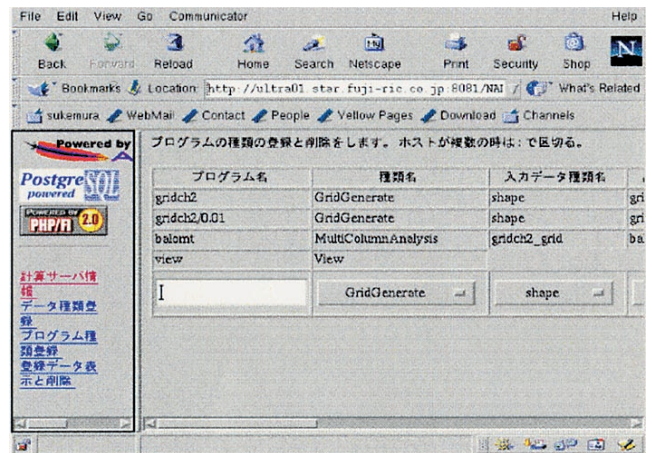 File Edit View Go Communicator Help
Back Forward Reload Home Search Netscape Print Security Shop N
Bookmarks Location: http://ultra01.star.fuji-ric.co.jp:8081/NAI What's Related
sukemura WebMail Contact People Yellow Pages Download Channels
Powered by
PostgreSQL
powered
POWERED BY
PHP/FI 2.0
計算サーバ情
報
データ種類登
録
プログラム種
類登録
登録データ表
示と削除
プログラムの種類の登録と削除をします。ホストが複数の時は:で区切る。
プログラム名 種類名 入力データ種類名
gridch2 GridGenerate shape gri
gridch2/0.01 GridGenerate shape gri
balomt MultiColumnAnalysis gridch2_grid ba
view View
GridGenerate shape